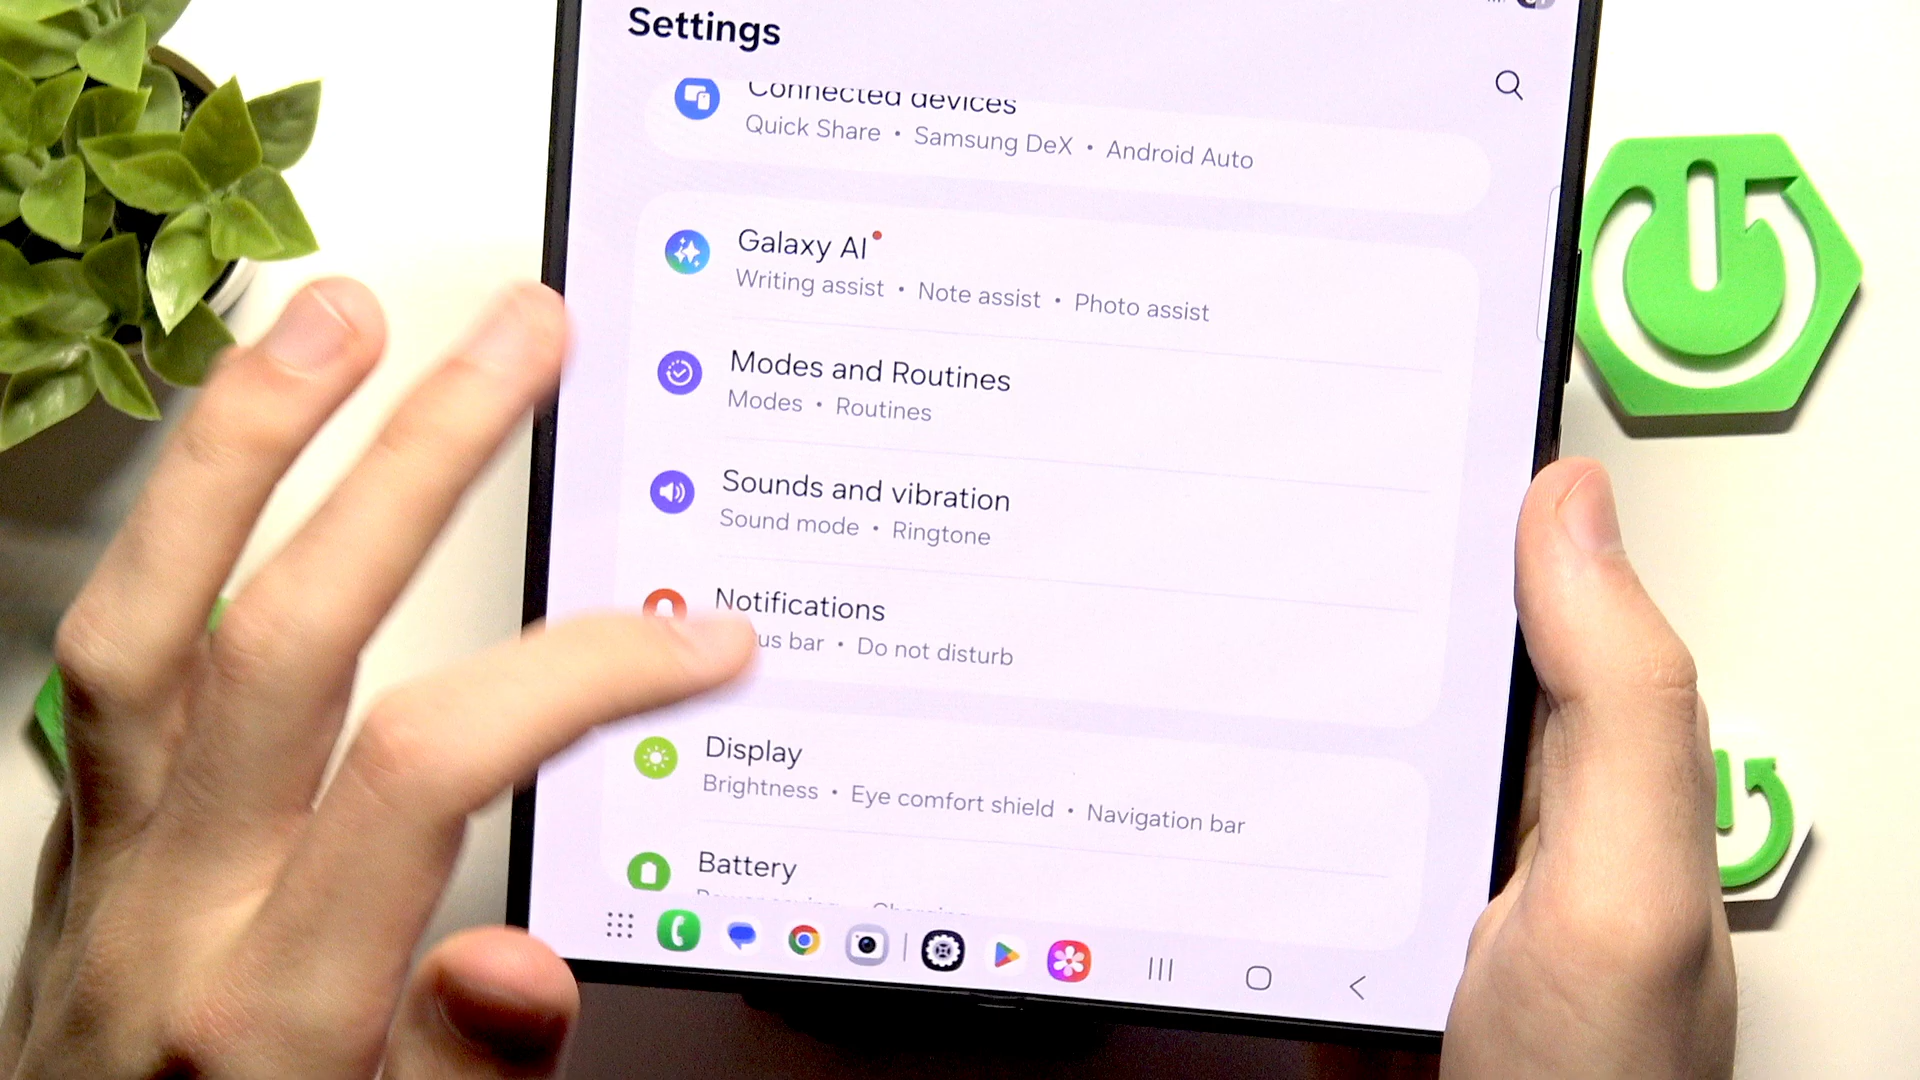 Settings
Connected devices
Quick Share • Samsung DeX • Android Auto
Galaxy AI
Writing assist • Note assist • Photo assist
Modes and Routines
Modes • Routines
Sounds and vibration
Sound mode • Ringtone
Notifications
us bar • Do not disturb
Display
Brightness • Eye comfort shield • Navigation bar
Battery